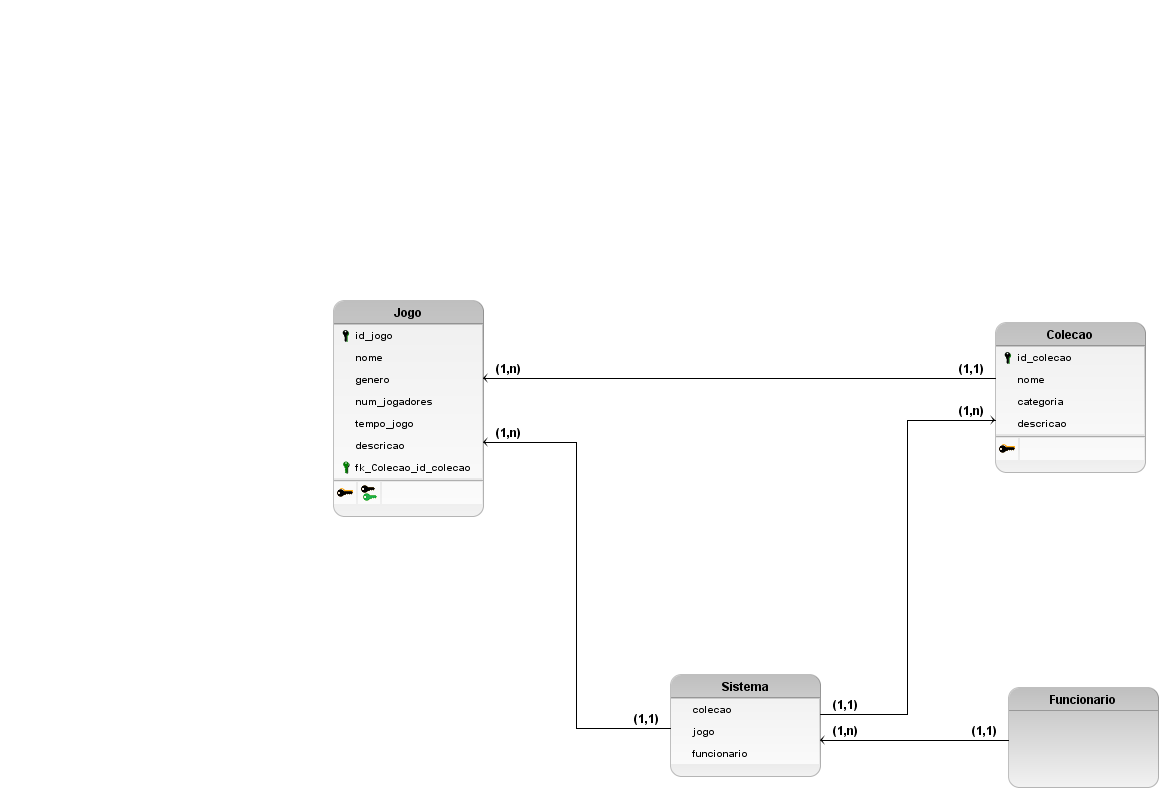 Jogo
id_jogo
nome
genero
num_jogadores
tempo_jogo
descricao
fk_Colecao_id_colecao
(1,n)
(1,1)
(1,n)
(1,n)
Colecao
id_colecao
nome
categoria
descricao
Sistema
colecao
jogo
funcionario
(1,1)
(1,1)
(1,n)
(1,1)
Funcionario